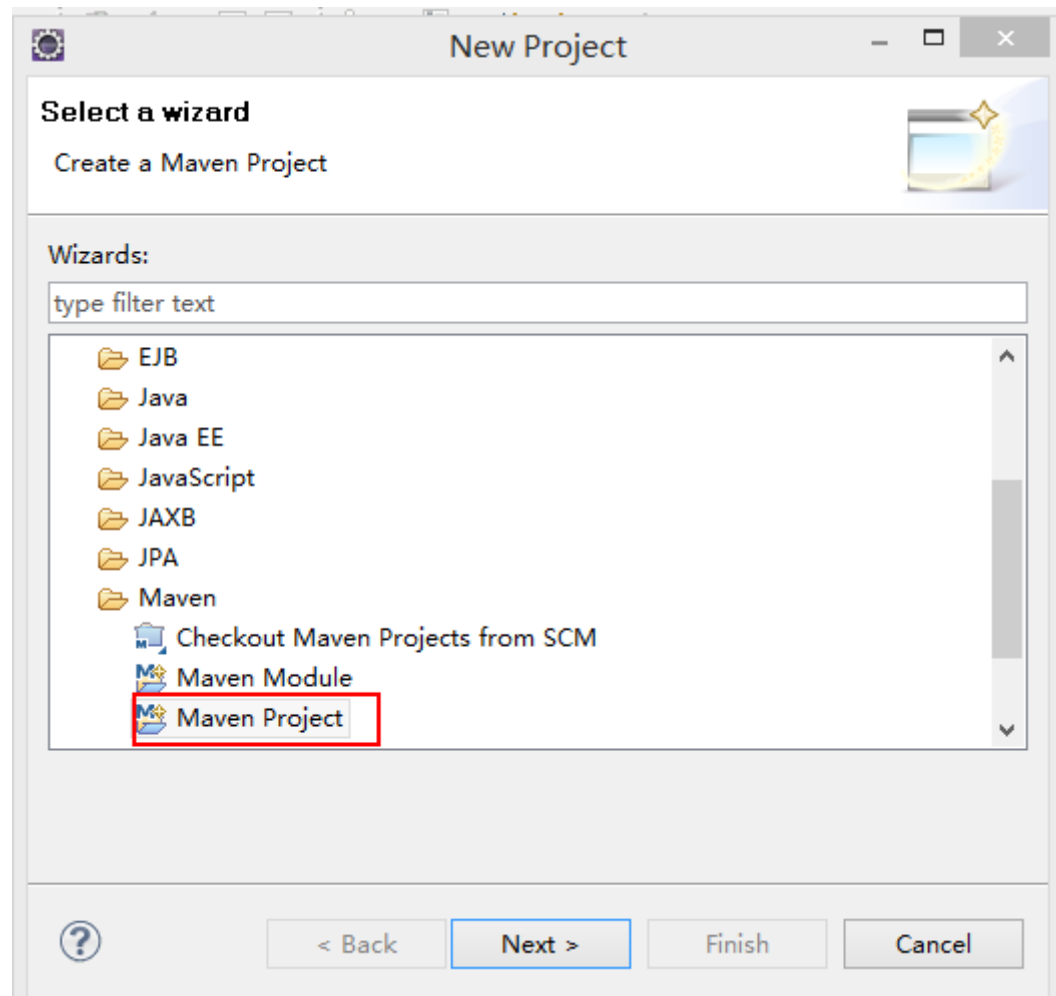 New Project
Select a wizard
Create a Maven Project
Wizards:
type filter text
EJB
Java
Java EE
JavaScript
JAXB
JPA
Maven
Checkout Maven Projects from SCM
Maven Module
Maven Project
< Back Next > Finish Cancel